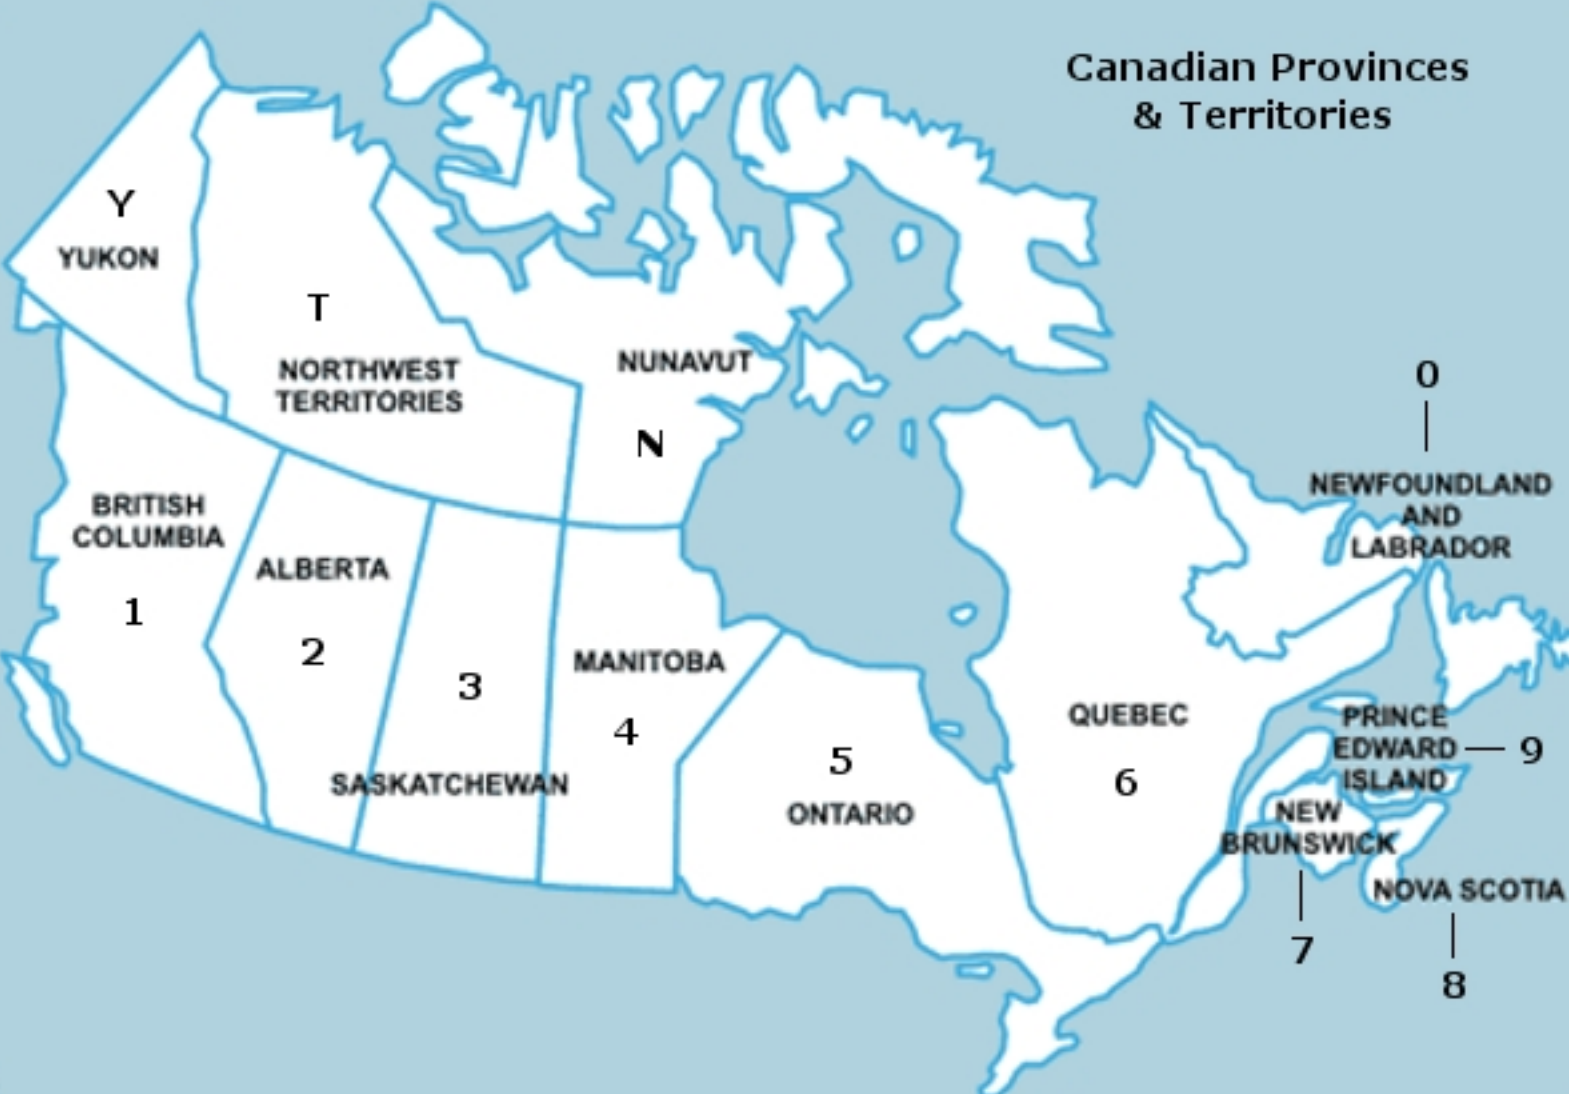 Canadian Provinces
& Territories
Y
YUKON
T
NORTHWEST
TERRITORIES
NUNAVUT
N
0
NEWFOUNDLAND
AND
LABRADOR
BRITISH
COLUMBIA
1
ALBERTA
2
3
SASKATCHEWAN
MANITOBA
4
5
ONTARIO
QUEBEC
6
PRINCE
EDWARD
ISLAND
9
NEW
BRUNSWICK
7
NOVA SCOTIA
8